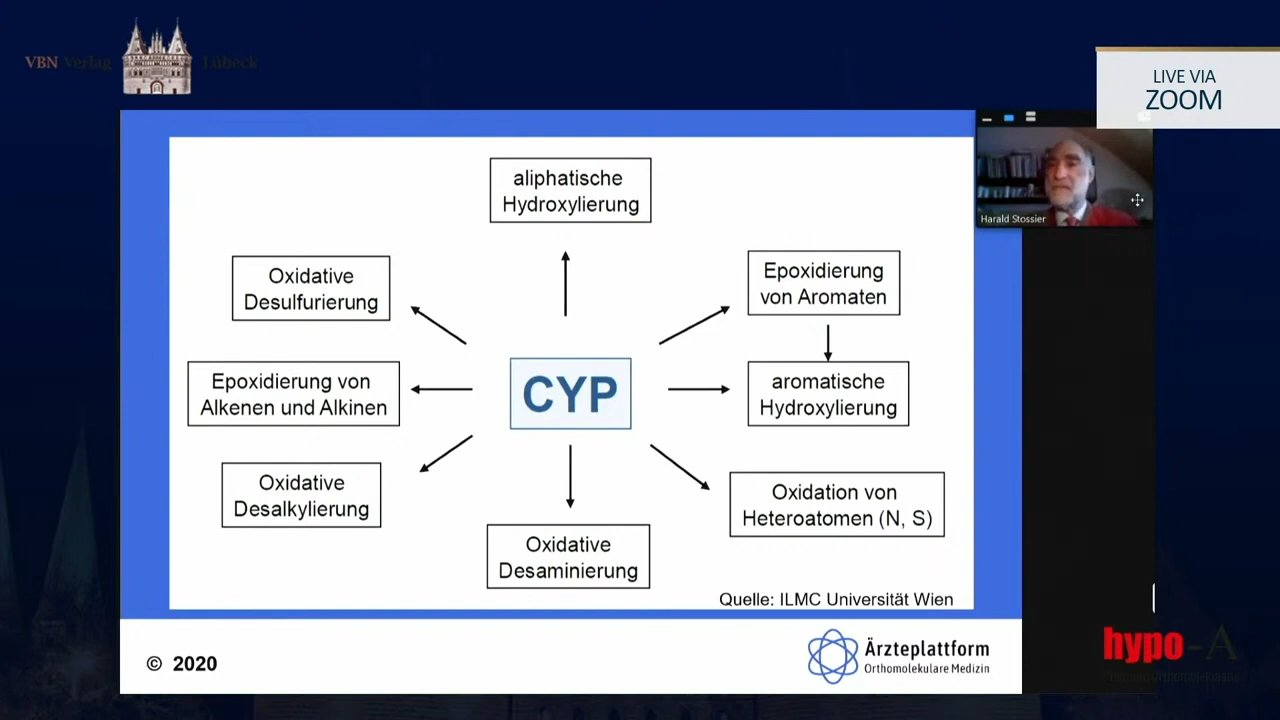 VBN Verlag Lübeck
LIVE VIA
ZOOM
Harald Stossier
aliphatische
Hydroxylierung
Oxidative
Desulfurierung
Epoxidierung
von Aromaten
Epoxidierung von
Alkenen und Alkinen
CYP
aromatische
Hydroxylierung
Oxidative
Desalkylierung
Oxidation von
Heteroatomen (N, S)
Oxidative
Desaminierung
Quelle: ILMC Universität Wien
© 2020
Ärzteplattform
Orthomolekulare Medizin
hypo-A